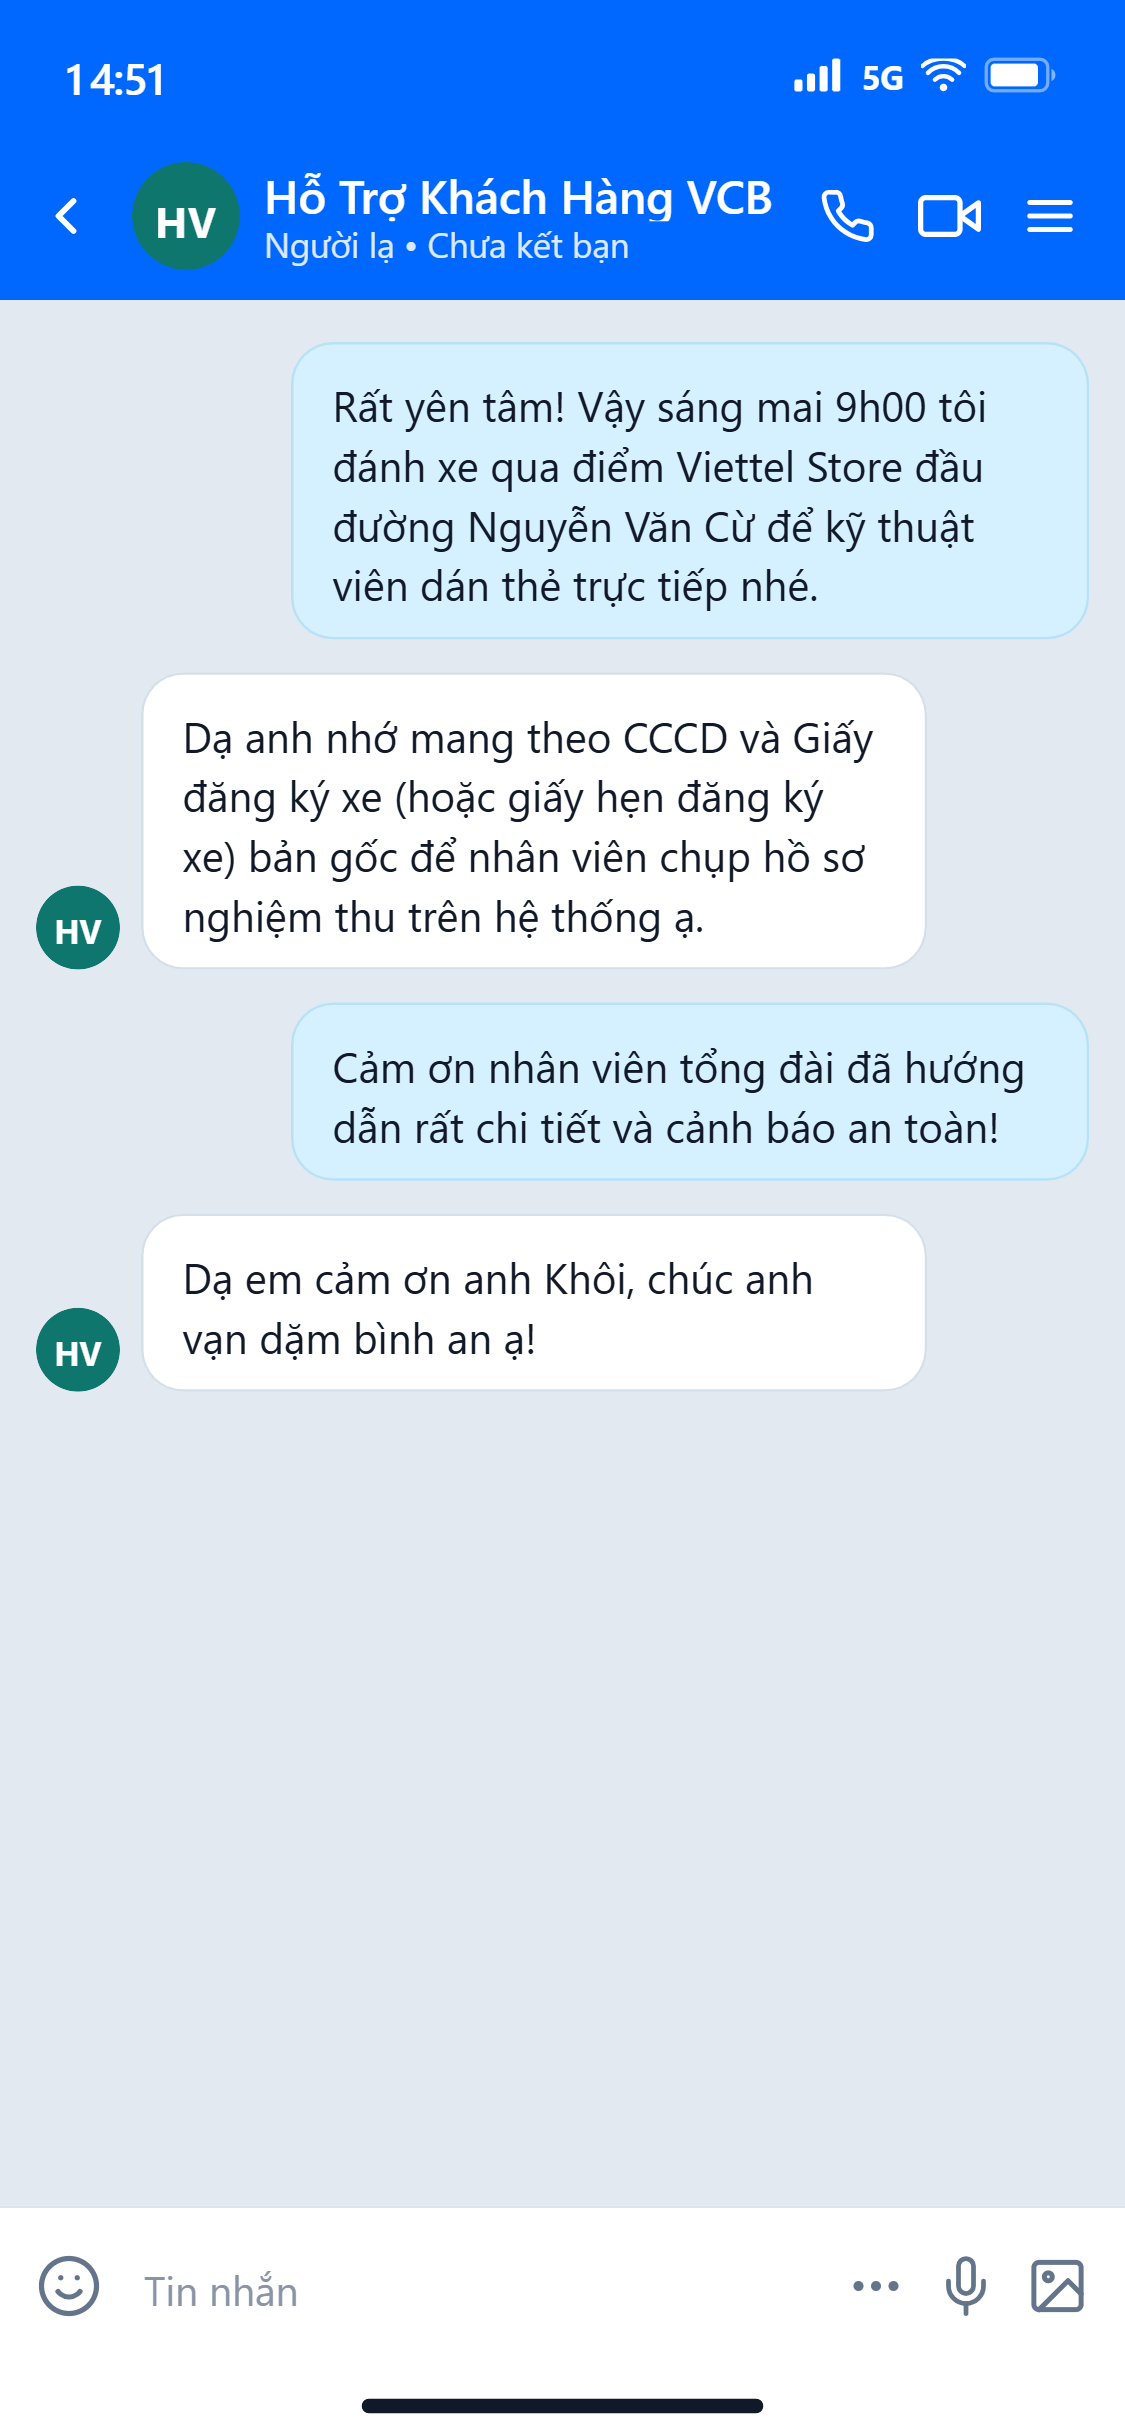 14:51
5G
HV
Hỗ Trợ Khách Hàng VCB
Người lạ • Chưa kết bạn
Rất yên tâm! Vậy sáng mai 9h00 tôi
đánh xe qua điểm Viettel Store đầu
đường Nguyễn Văn Cừ để kỹ thuật
viên dán thẻ trực tiếp nhé.
Dạ anh nhớ mang theo CCCD và Giấy
đăng ký xe (hoặc giấy hẹn đăng ký
xe) bản gốc để nhân viên chụp hồ sơ
nghiệm thu trên hệ thống ạ.
HV
Cảm ơn nhân viên tổng đài đã hướng
dẫn rất chi tiết và cảnh báo an toàn!
Dạ em cảm ơn anh Khôi, chúc anh
vạn dặm bình an ạ!
HV
Tin nhắn